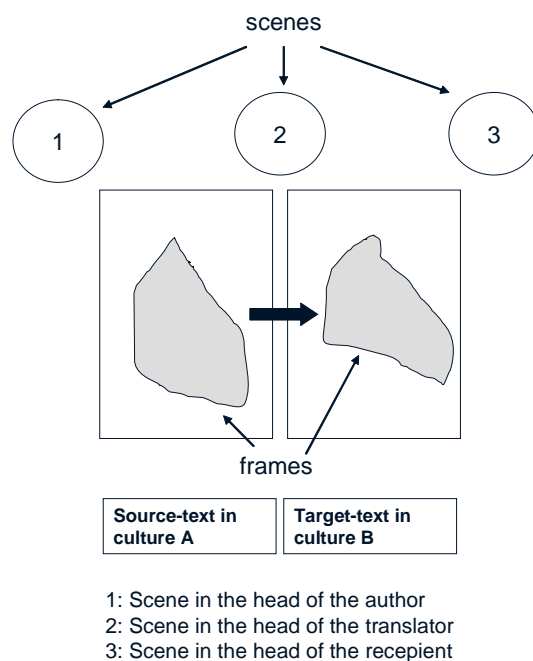 scenes
1
2
3
frames
Source-text in
culture A
Target-text in
culture B
1: Scene in the head of the author
2: Scene in the head of the translator
3: Scene in the head of the recepient